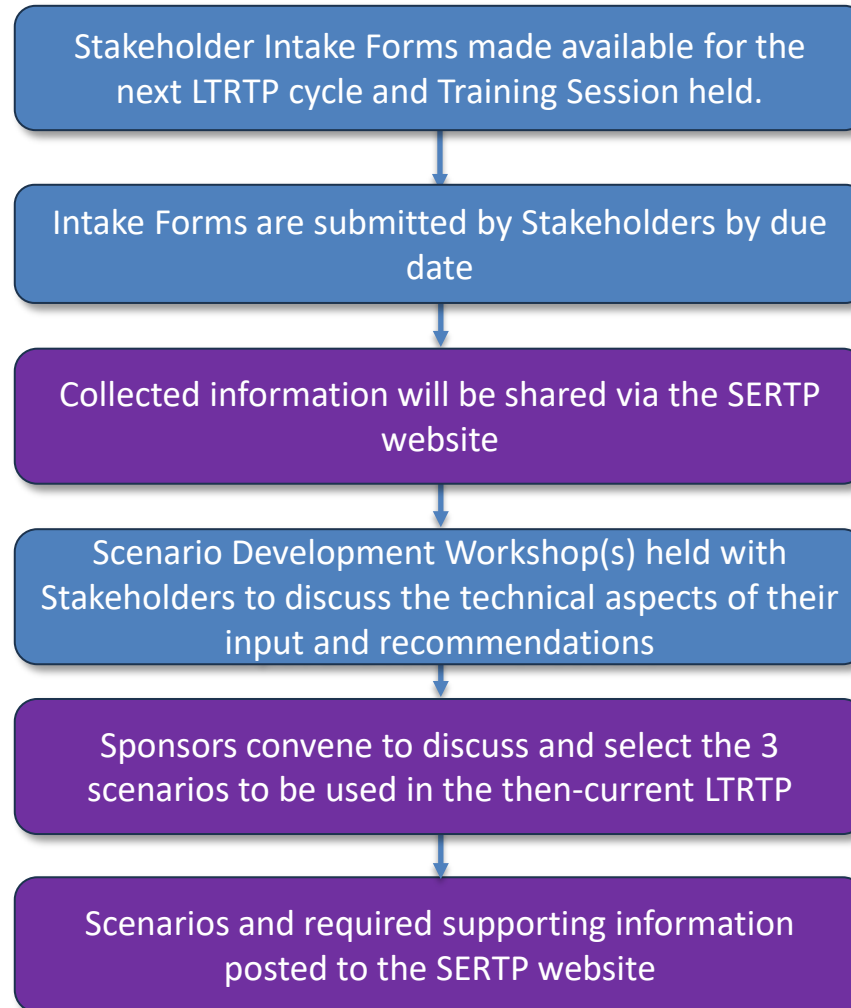 Stakeholder Intake Forms made available for the
next LTRTP cycle and Training Session held.
Intake Forms are submitted by Stakeholders by due
date
Collected information will be shared via the SERTP
website
Scenario Development Workshop(s) held with
Stakeholders to discuss the technical aspects of their
input and recommendations
Sponsors convene to discuss and select the 3
scenarios to be used in the then-current LTRTP
Scenarios and required supporting information
posted to the SERTP website